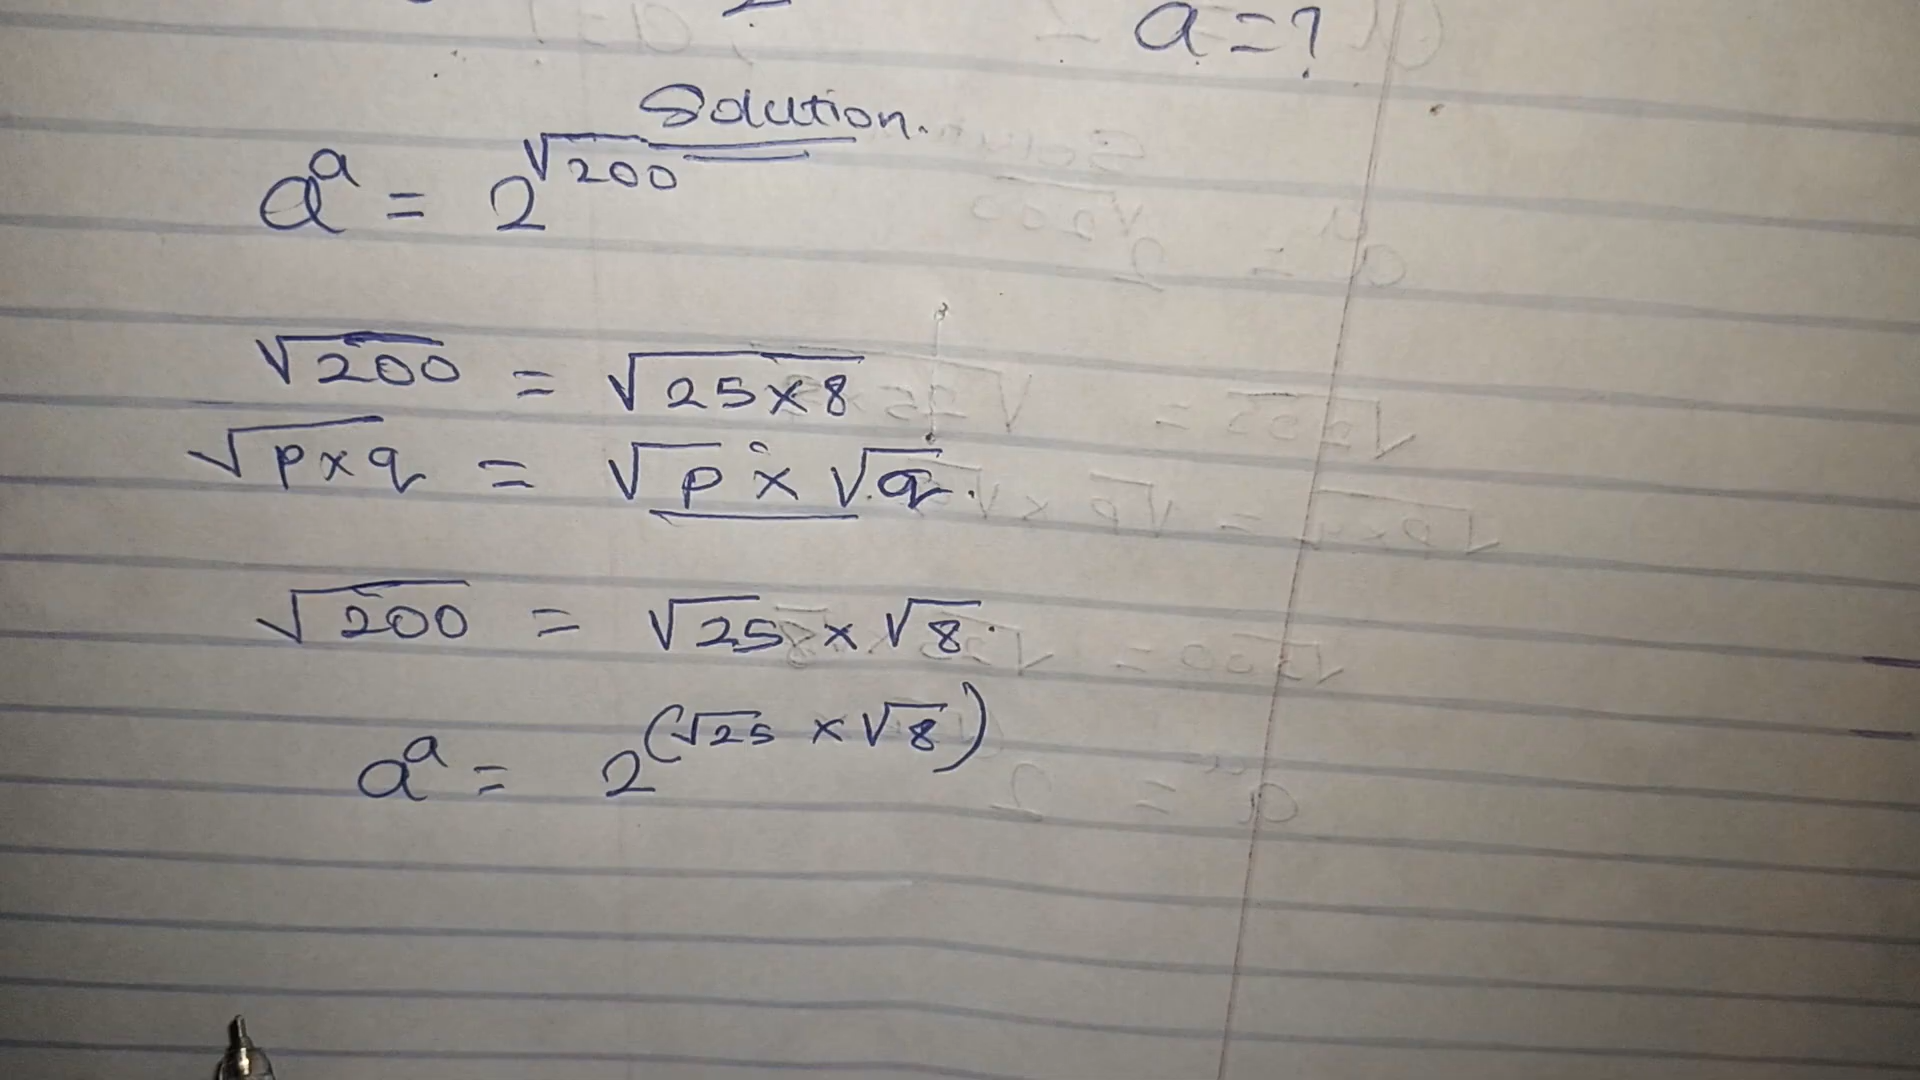 a=?
Solution.
a^a = 2^√200
√200 = √25×8
√p×q = √p × √q.
√200 = √25 × √8.
a^a = 2^(√25 × √8)